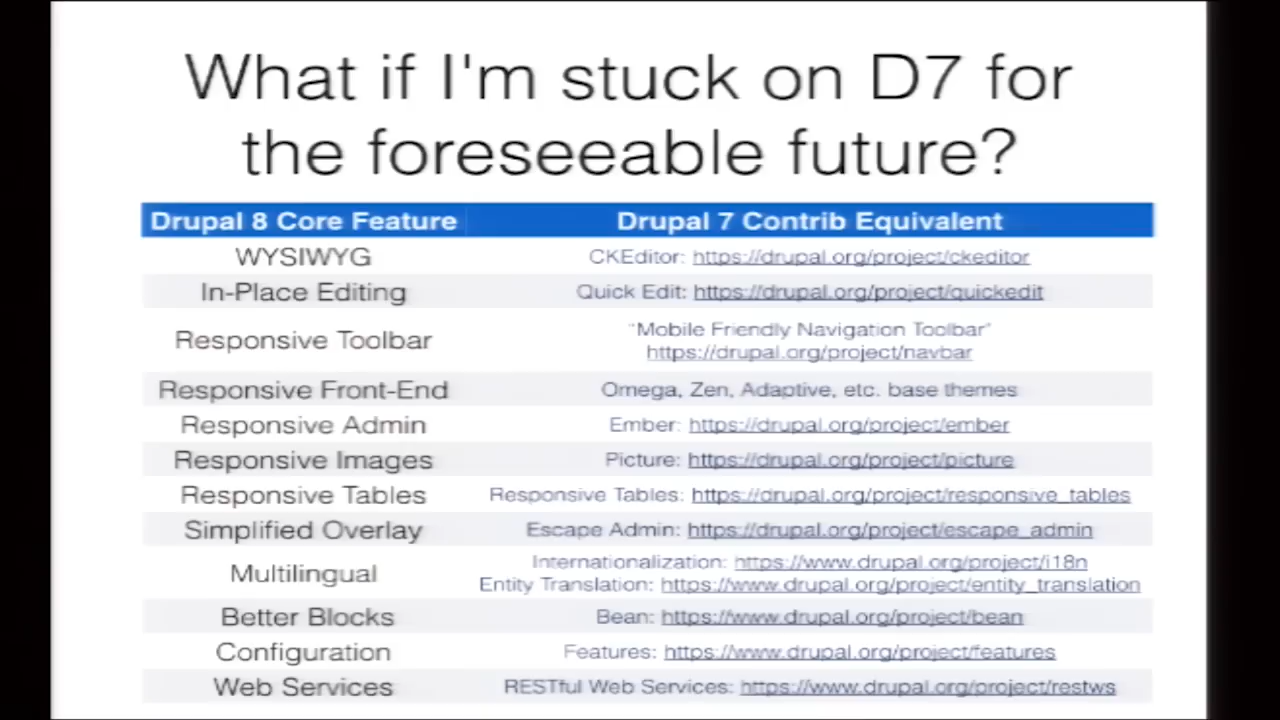 What if I'm stuck on D7 for
the foreseeable future?
Drupal 8 Core Feature Drupal 7 Contrib Equivalent
WYSIWYG CKEditor: https://drupal.org/project/ckeditor
In-Place Editing Quick Edit: https://drupal.org/project/quickedit
Responsive Toolbar "Mobile Friendly Navigation Toolbar"
https://drupal.org/project/navbar
Responsive Front-End Omega, Zen, Adaptive, etc. base themes
Responsive Admin Ember: https://drupal.org/project/ember
Responsive Images Picture: https://drupal.org/project/picture
Responsive Tables Responsive Tables: https://drupal.org/project/responsive_tables
Simplified Overlay Escape Admin: https://drupal.org/project/escape_admin
Multilingual Internationalization: https://www.drupal.org/project/i18n
Entity Translation: https://www.drupal.org/project/entity_translation
Better Blocks Bean: https://www.drupal.org/project/bean
Configuration Features: https://www.drupal.org/project/features
Web Services RESTful Web Services: https://www.drupal.org/project/restws